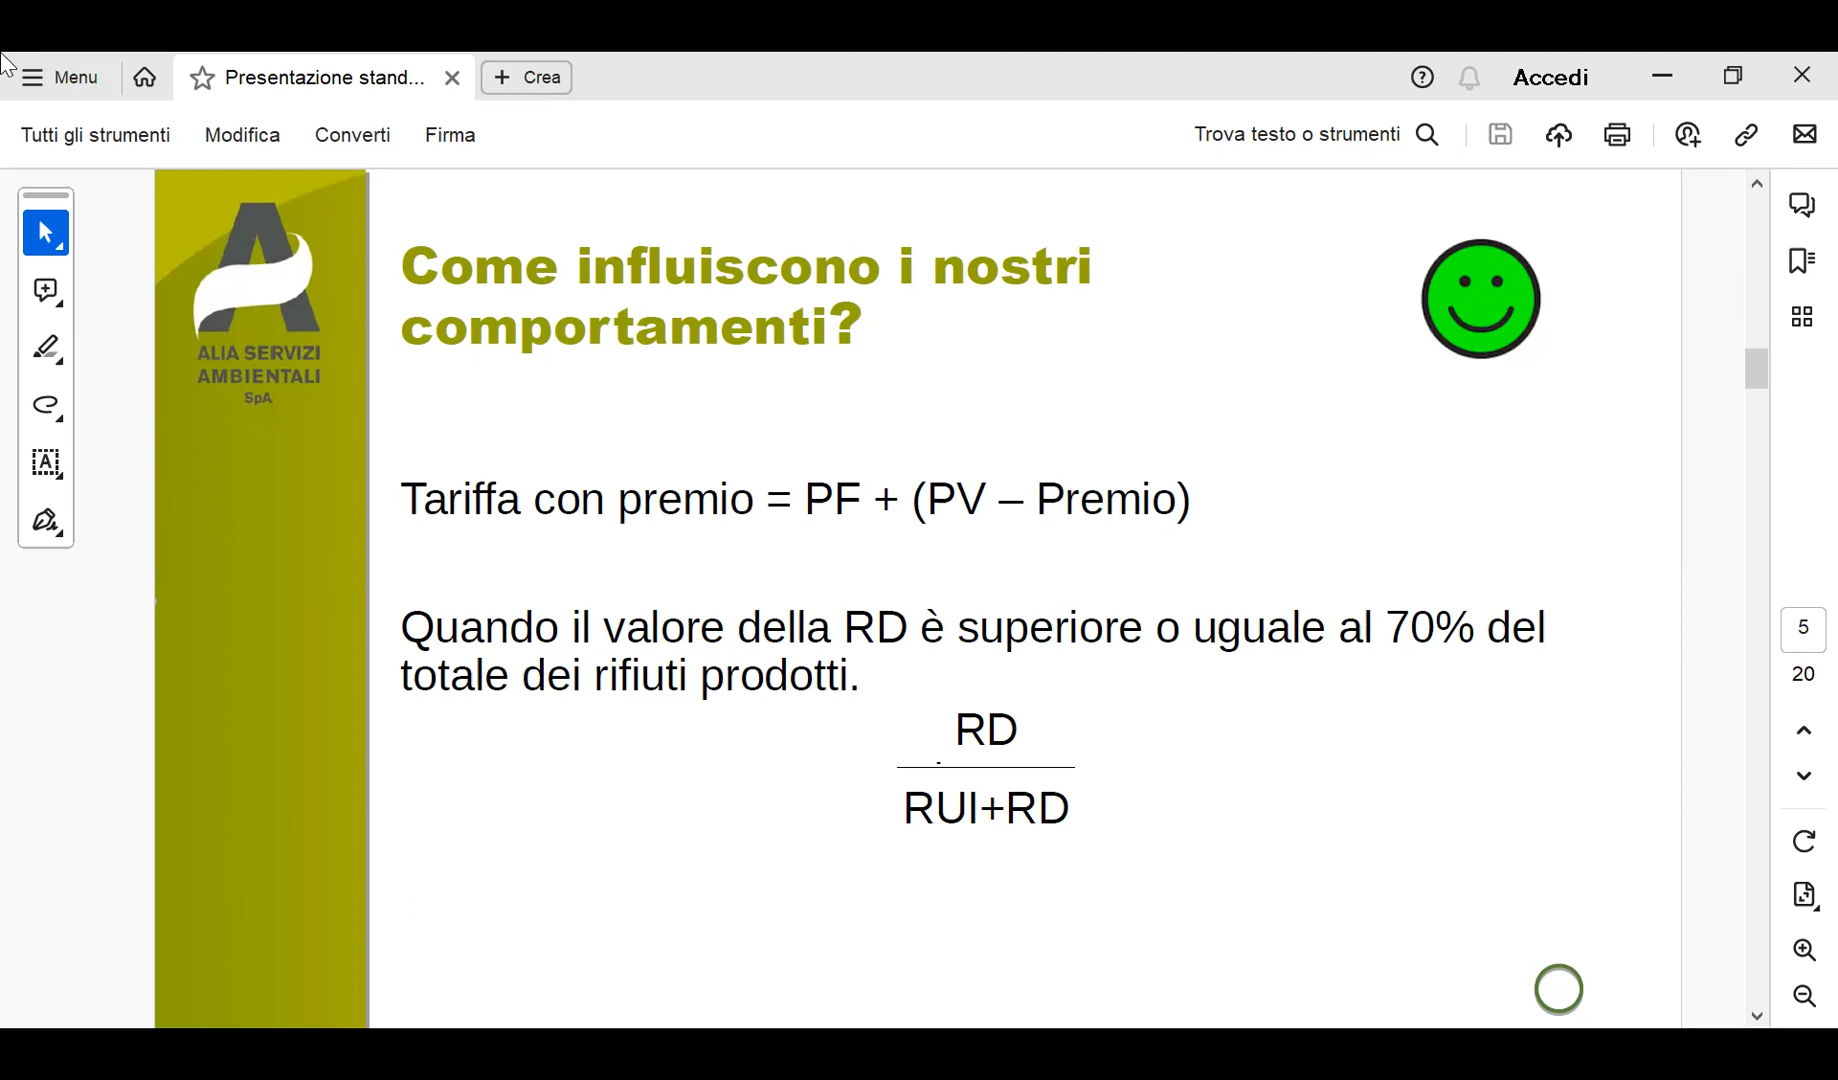 Menu
Presentazione stand...
Crea
Accedi
Tutti gli strumenti
Modifica
Converti
Firma
Trova testo o strumenti
ALIA SERVIZI
AMBIENTALI
SpA
Come influiscono i nostri
comportamenti?
Tariffa con premio = PF + (PV – Premio)
Quando il valore della RD è superiore o uguale al 70% del
totale dei rifiuti prodotti.
RD
RUI+RD
5
20